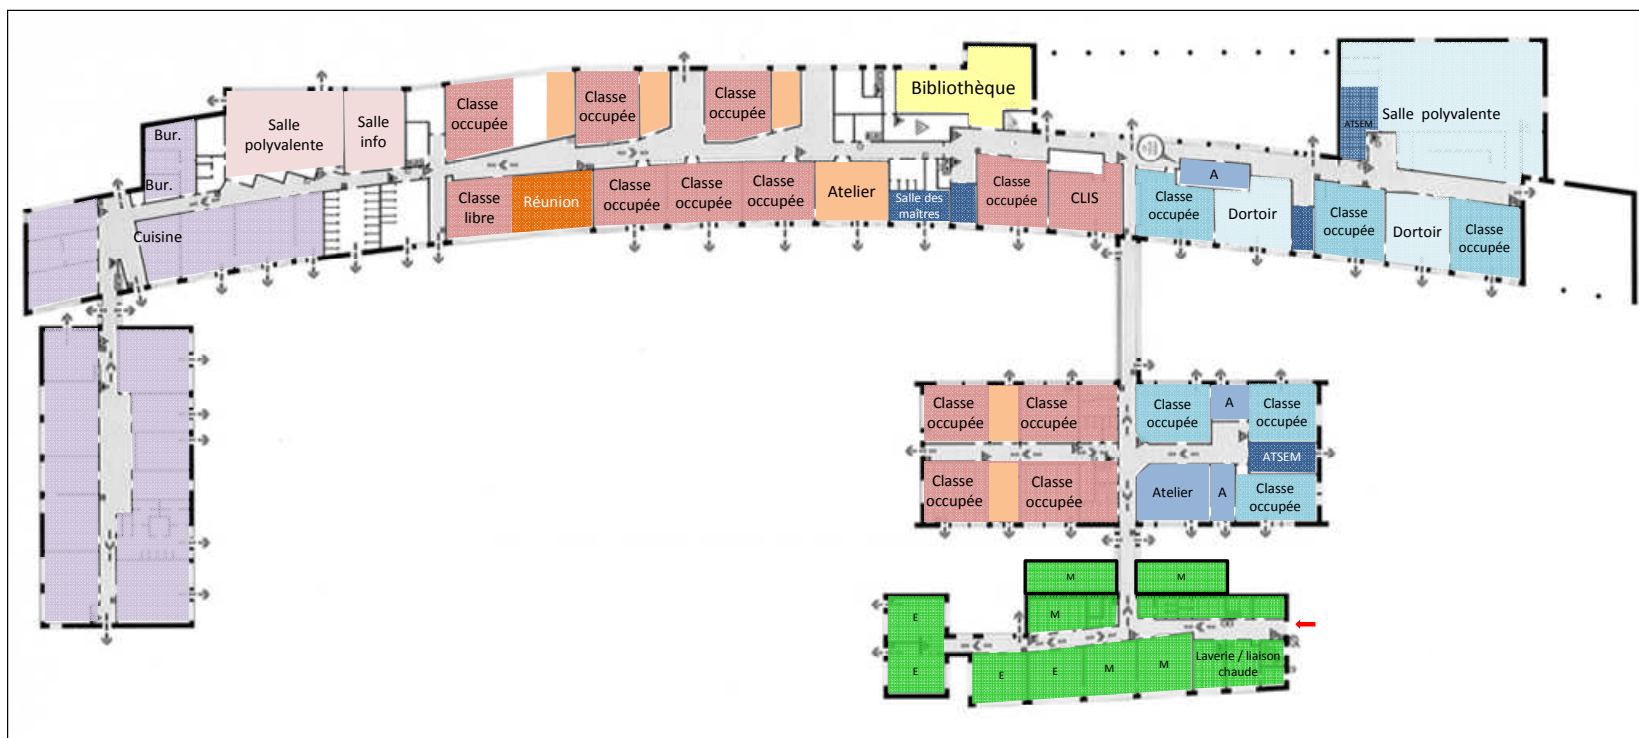 Bur.
Salle
polyvalente
Salle
info
Classe
occupée
Classe
occupée
Classe
occupée
Bibliothèque
ATSEM
Salle polyvalente
Bur.
Cuisine
Classe
libre
Réunion
Classe
occupée
Classe
occupée
Classe
occupée
Atelier
Salle des
maitres
Classe
occupée
CLIS
A
Classe
occupée
Dortoir
Classe
occupée
Dortoir
Classe
occupée
Classe
occupée
Classe
occupée
Classe
occupée
A
Classe
occupée
ATSEM
Classe
occupée
Classe
occupée
Atelier
A
Classe
occupée
M
M
E
M
E
E
E
M
M
Laverie / liaison
chaude